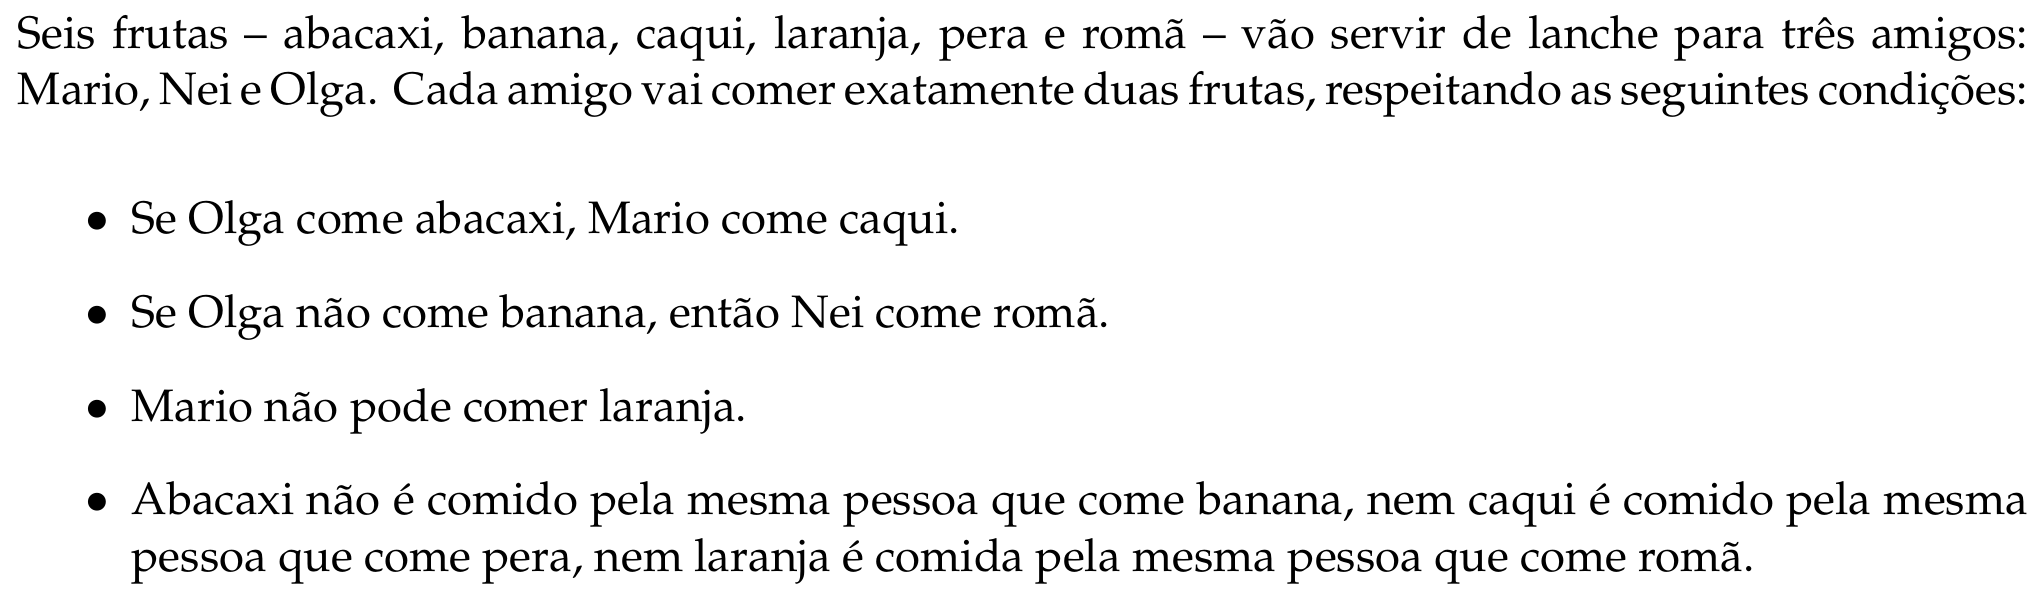 Seis frutas – abacaxi, banana, caqui, laranja, pera e romã – vão servir de lanche para três amigos:
Mario, Nei e Olga. Cada amigo vai comer exatamente duas frutas, respeitando as seguintes condições:
• Se Olga come abacaxi, Mario come caqui.
• Se Olga não come banana, então Nei come romã.
• Mario não pode comer laranja.
• Abacaxi não é comido pela mesma pessoa que come banana, nem caqui é comido pela mesma
pessoa que come pera, nem laranja é comida pela mesma pessoa que come romã.